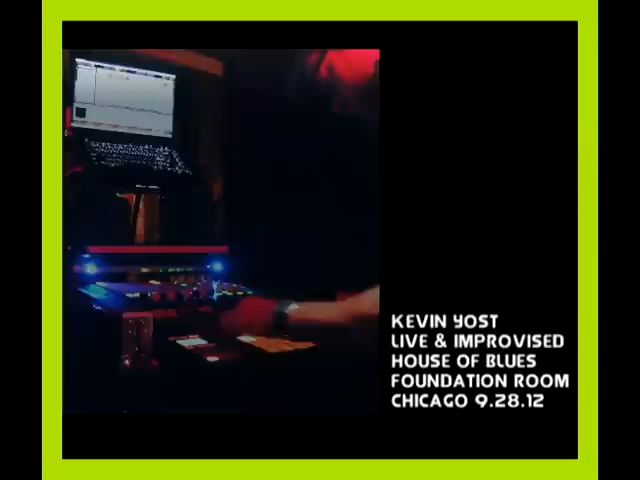 KEVIN YOST
LIVE & IMPROVISED
HOUSE OF BLUES
FOUNDATION ROOM
CHICAGO 9.28.12